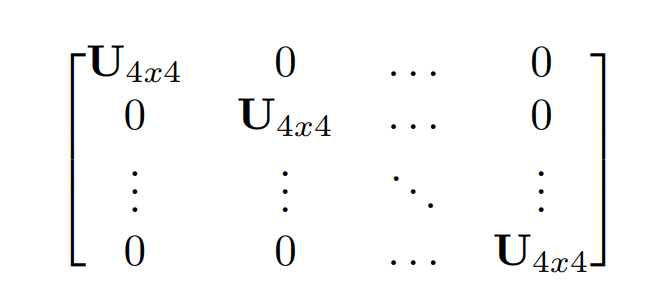 U4x4 0 … 0
0 U4x4 … 0
⋮ ⋮ ⋱ ⋮
0 0 … U4x4